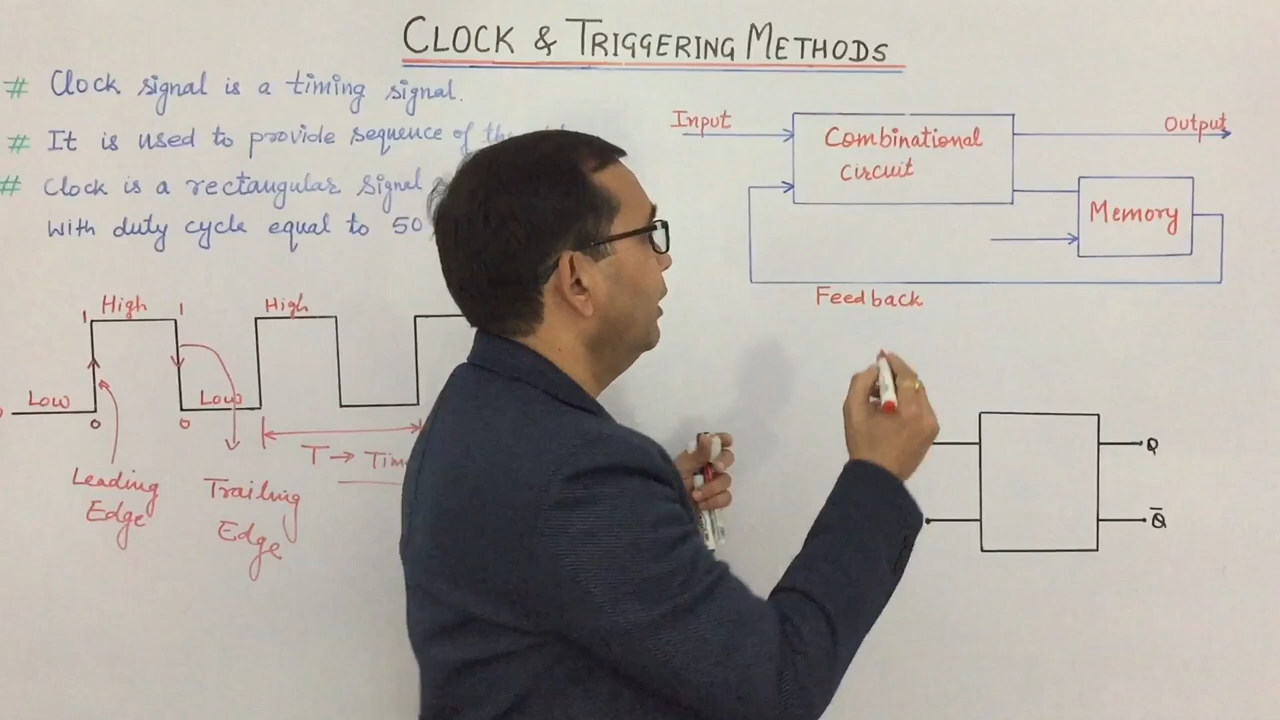 CLOCK & TRIGGERING METHODS
# Clock signal is a timing signal.
# It is used to provide sequence of
# Clock is a rectangular signal
with duty cycle equal to 50
Input
Combinational
circuit
Output
Memory
Feedback
1 High 1 High
Low Low
0 0
T → Tim
Leading
Edge
Trailing
Edge
Q
Q̅